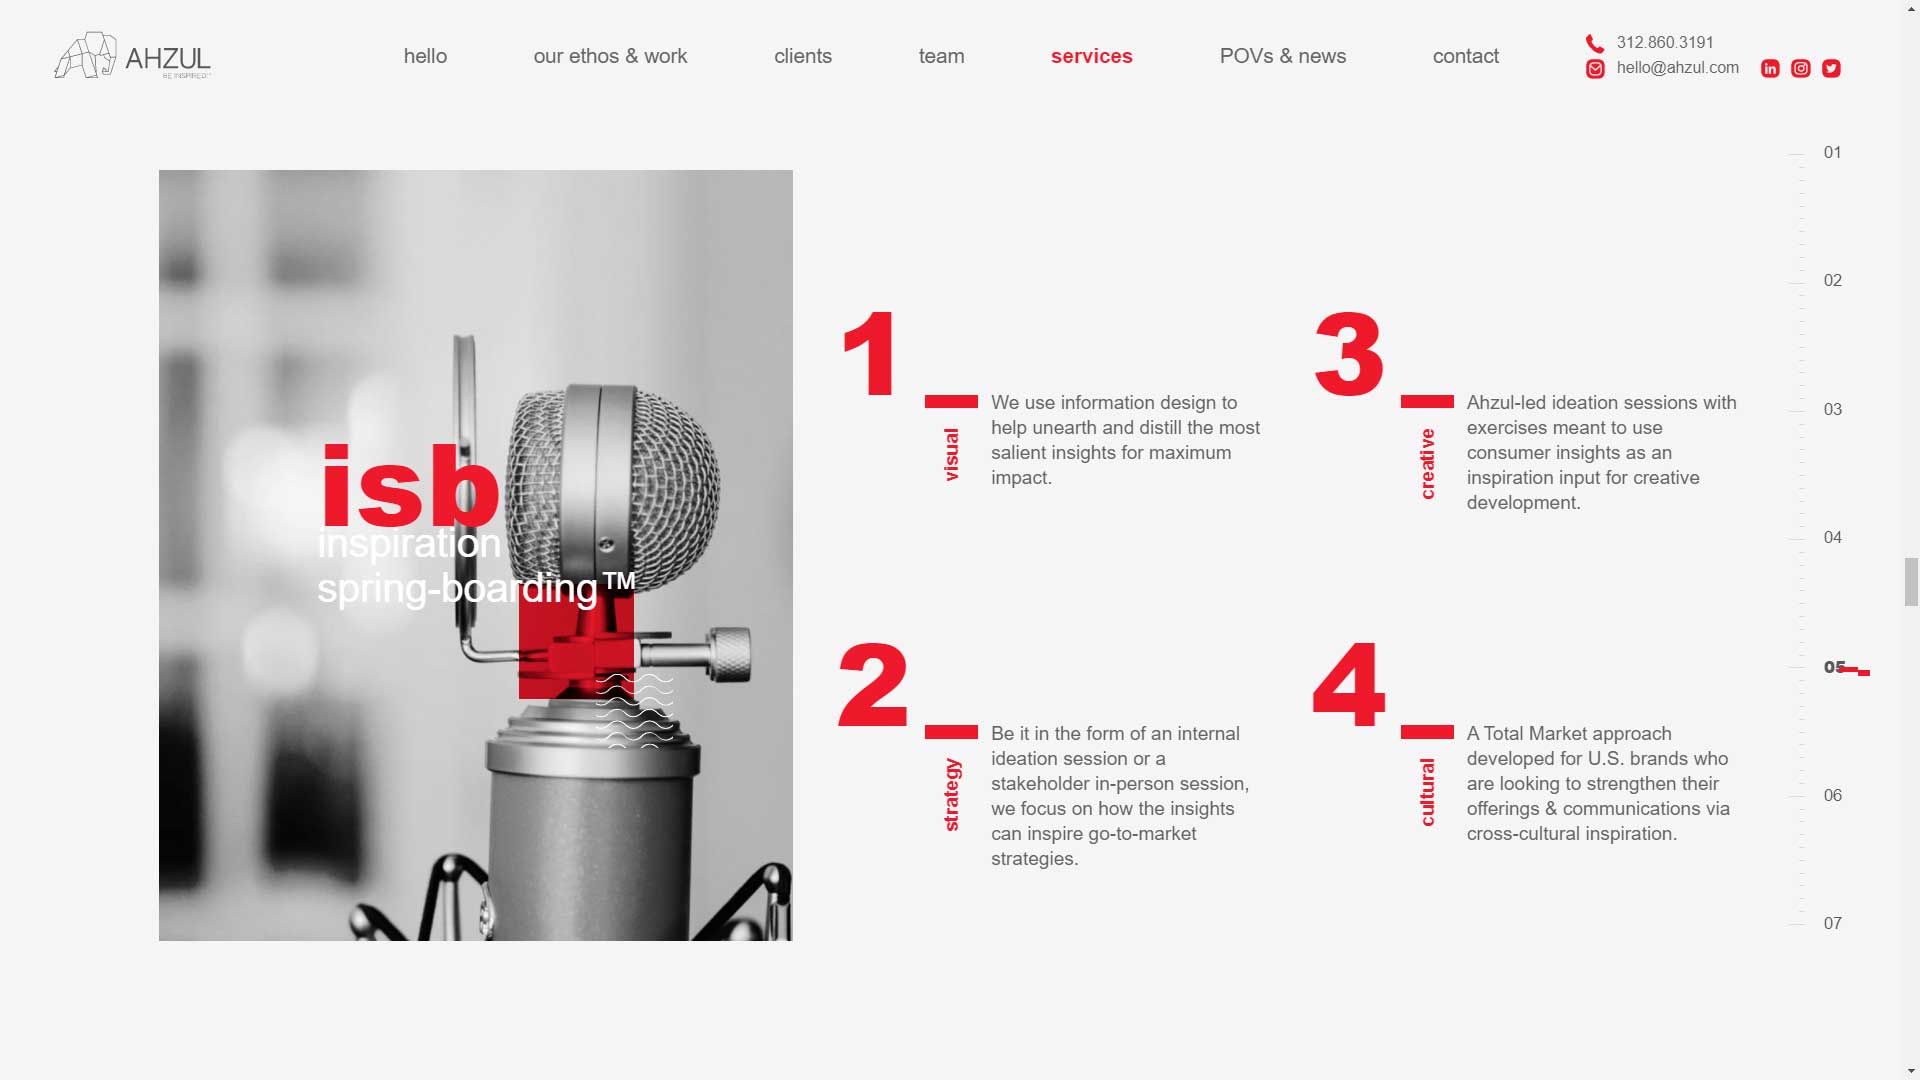 AHZUL
BE INSPIRED™
hello
our ethos & work
clients
team
services
POVs & news
contact
312.860.3191
hello@ahzul.com
isb
inspiration
spring-boarding™
1
visual
We use information design to
help unearth and distill the most
salient insights for maximum
impact.
2
strategy
Be it in the form of an internal
ideation session or a
stakeholder in-person session,
we focus on how the insights
can inspire go-to-market
strategies.
3
creative
Ahzul-led ideation sessions with
exercises meant to use
consumer insights as an
inspiration input for creative
development.
4
cultural
A Total Market approach
developed for U.S. brands who
are looking to strengthen their
offerings & communications via
cross-cultural inspiration.
01
02
03
04
05
06
07